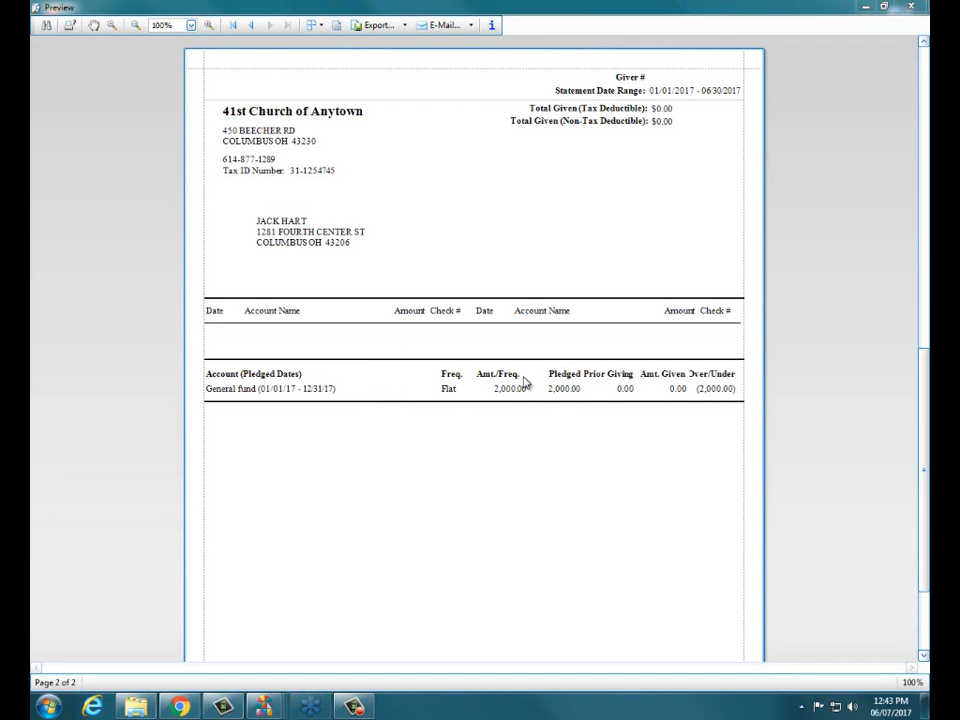 Preview
100% Export... E-Mail...
Giver #
Statement Date Range: 01/01/2017 - 06/30/2017
41st Church of Anytown
Total Given (Tax Deductible): $0.00
Total Given (Non-Tax Deductible): $0.00
450 BEECHER RD
COLUMBUS OH 43230
614-877-1289
Tax ID Number: 31-1254745
JACK HART
1281 FOURTH CENTER ST
COLUMBUS OH 43206
Date Account Name Amount Check # Date Account Name Amount Check #
Account (Pledged Dates) Freq. Amt./Freq. Pledged Prior Giving Amt. Given Over/Under
General fund (01/01/17 - 12/31/17) Flat 2,000.00 2,000.00 0.00 0.00 (2,000.00)
Page 2 of 2 100%
12:43 PM
06/07/2017